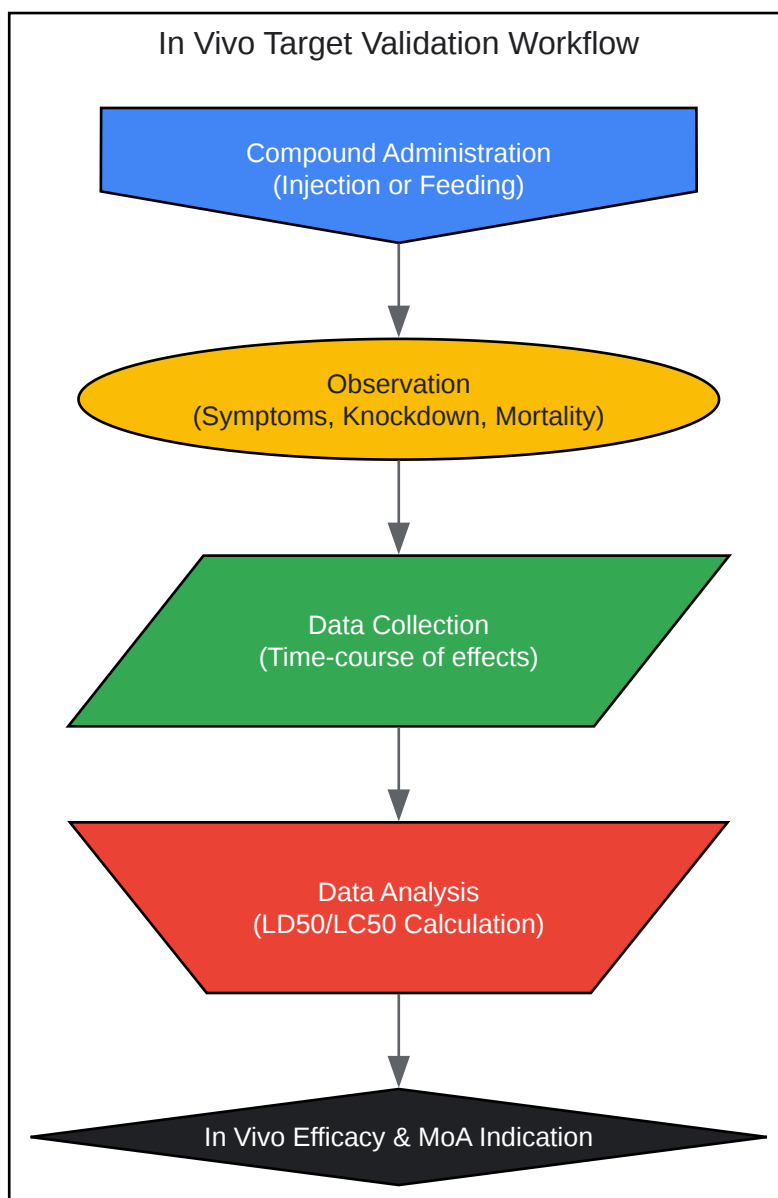 In Vivo Target Validation Workflow
Compound Administration
(Injection or Feeding)
Observation
(Symptoms, Knockdown, Mortality)
Data Collection
(Time-course of effects)
Data Analysis
(LD50/LC50 Calculation)
In Vivo Efficacy & MoA Indication